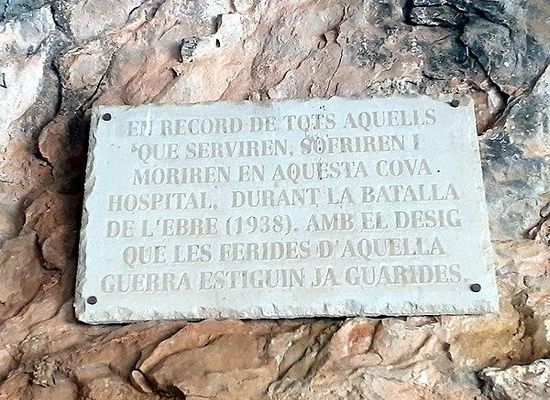 EN RECORD DE TOTS AQUELLS
QUE SERVIREN, SOFRIREN I
MORIREN EN AQUESTA COVA
HOSPITAL, DURANT LA BATALLA
DE L'EBRE (1938). AMB EL DESIG
QUE LES FERIDES D'AQUELLA
GUERRA ESTIGUIN JA GUARIDES.